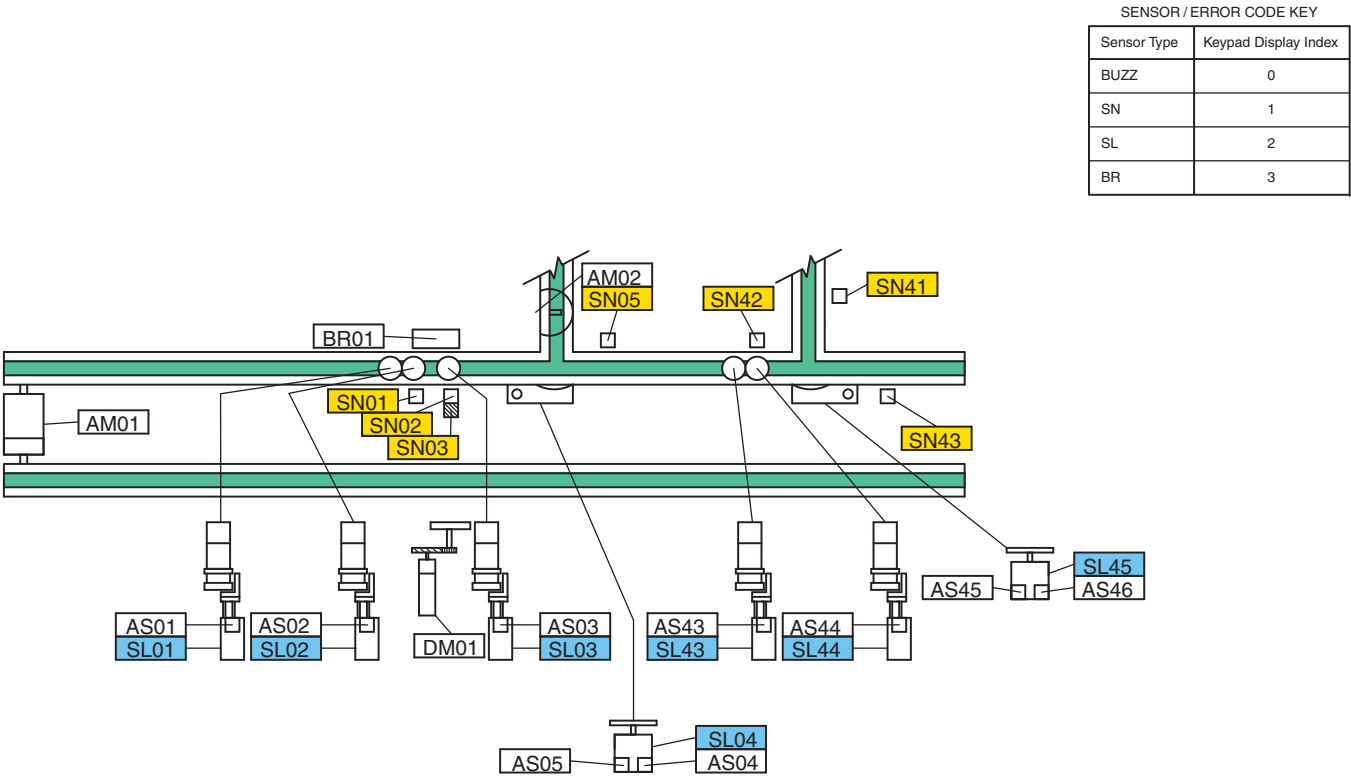 SENSOR / ERROR CODE KEY
Sensor Type Keypad Display Index
BUZZ 0
SN 1
SL 2
BR 3
AM02
SN05
SN41
SN42
BR01
SN01
SN02
SN03
AM01
SN43
SL45
AS45
AS46
AS01
SL01
AS02
SL02
DM01
AS03
SL03
AS43
SL43
AS44
SL44
SL04
AS05
AS04